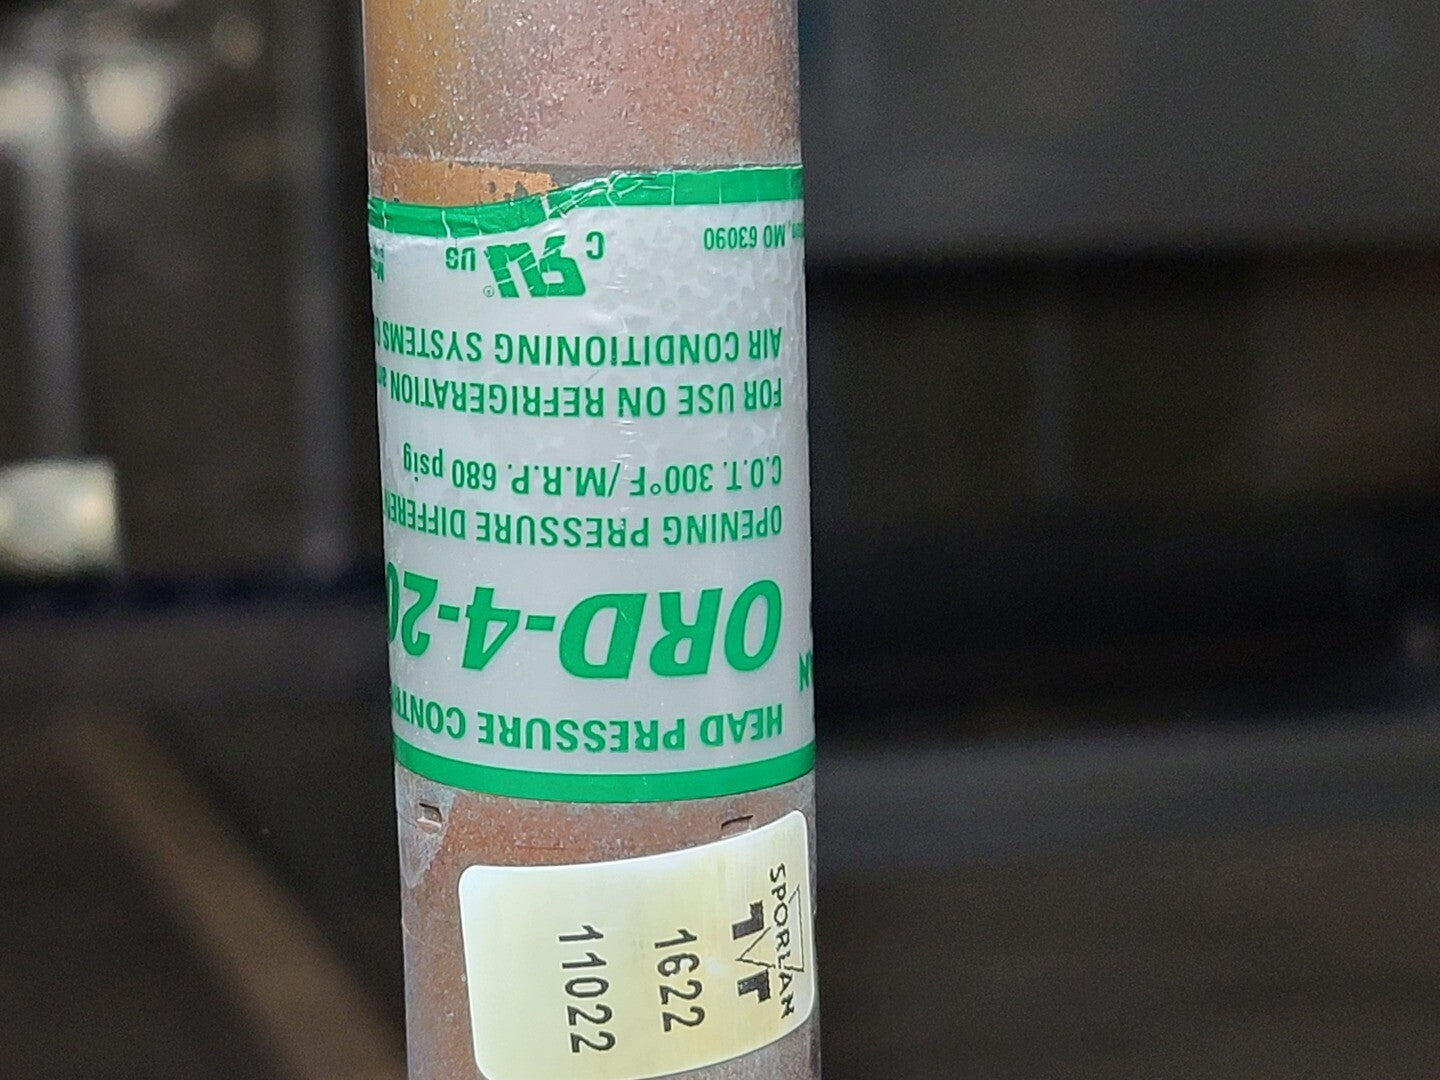 HEAD PRESSURE CONTR
ORD-4-20
OPENING PRESSURE DIFFEREN
C.O.T. 300°F/M.R.P. 680 psig
FOR USE ON REFRIGERATION an
AIR CONDITIONING SYSTEMS
C UL US ®
MO 63090
SPORLAN
1622
11022